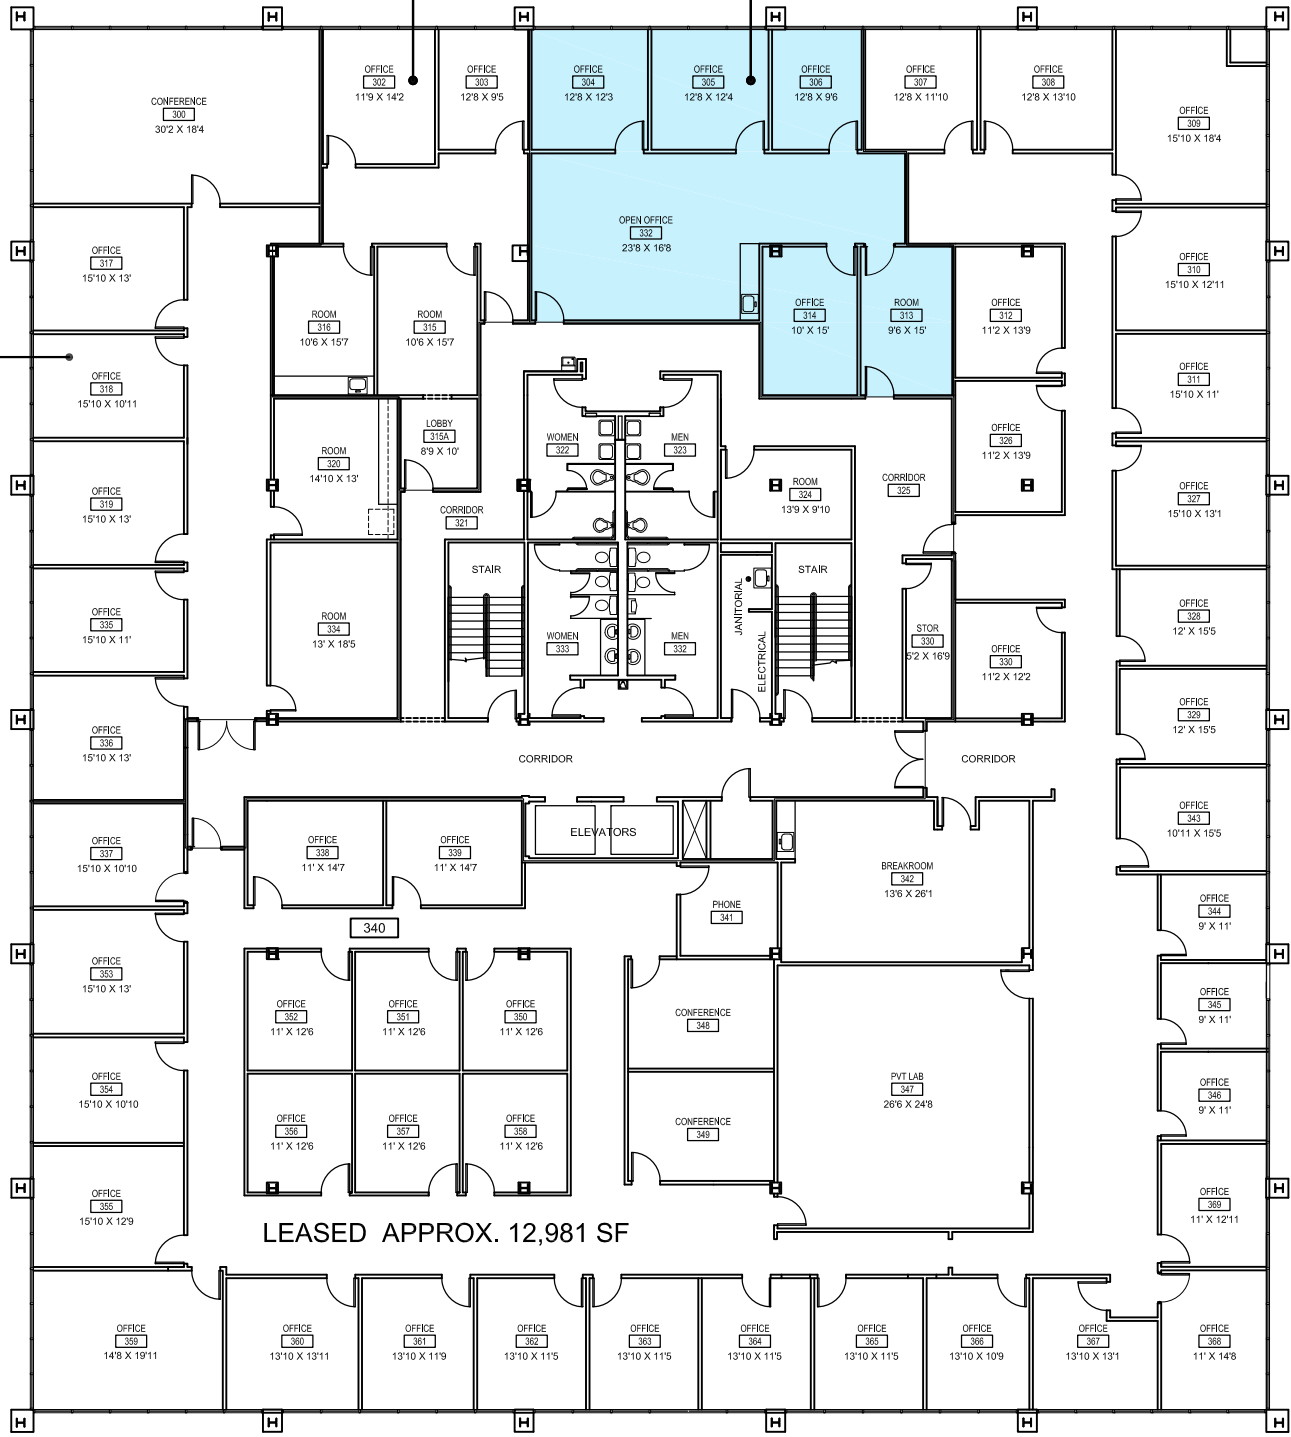 OFFICE
302
11'9 X 14'2
OFFICE
303
12'8 X 9'5
OFFICE
304
12'8 X 12'3
OFFICE
305
12'8 X 12'4
OFFICE
306
12'8 X 9'6
OFFICE
307
12'8 X 11'10
OFFICE
308
12'8 X 13'10
CONFERENCE
300
30'2 X 18'4
OFFICE
309
15'10 X 18'4
OFFICE
317
15'10 X 13'
OPEN OFFICE
332
23'8 X 16'8
OFFICE
310
15'10 X 12'11
ROOM
316
10'6 X 15'7
ROOM
315
10'6 X 15'7
OFFICE
314
10' X 15'
ROOM
313
9'6 X 15'
OFFICE
312
11'2 X 13'9
OFFICE
318
15'10 X 10'11
OFFICE
311
15'10 X 11'
LOBBY
315A
8'9 X 10'
WOMEN
322
MEN
323
OFFICE
326
11'2 X 13'9
ROOM
320
14'10 X 13'
ROOM
324
13'9 X 9'10
CORRIDOR
325
OFFICE
319
15'10 X 13'
OFFICE
327
15'10 X 13'1
CORRIDOR
321
STAIR
STAIR
JANITORIAL
ELECTRICAL
OFFICE
335
15'10 X 11'
ROOM
334
13' X 18'5
WOMEN
333
MEN
332
STOR
330
5'2 X 16'9
OFFICE
330
11'2 X 12'2
OFFICE
328
12' X 15'5
OFFICE
329
12' X 15'5
OFFICE
336
15'10 X 13'
CORRIDOR
CORRIDOR
OFFICE
343
10'11 X 15'5
OFFICE
337
15'10 X 10'10
OFFICE
338
11' X 14'7
OFFICE
339
11' X 14'7
ELEVATORS
BREAKROOM
342
13'6 X 26'1
PHONE
341
OFFICE
344
9' X 11'
340
OFFICE
353
15'10 X 13'
OFFICE
352
11' X 12'6
OFFICE
351
11' X 12'6
OFFICE
350
11' X 12'6
CONFERENCE
348
OFFICE
345
9' X 11'
OFFICE
354
15'10 X 10'10
PVT LAB
347
26'6 X 24'8
OFFICE
346
9' X 11'
OFFICE
356
11' X 12'6
OFFICE
357
11' X 12'6
OFFICE
358
11' X 12'6
CONFERENCE
349
OFFICE
355
15'10 X 12'9
OFFICE
369
11' X 12'11
LEASED APPROX. 12,981 SF
OFFICE
359
14'8 X 19'11
OFFICE
360
13'10 X 13'11
OFFICE
361
13'10 X 11'9
OFFICE
362
13'10 X 11'5
OFFICE
363
13'10 X 11'5
OFFICE
364
13'10 X 11'5
OFFICE
365
13'10 X 11'5
OFFICE
366
13'10 X 10'9
OFFICE
367
13'10 X 13'1
OFFICE
368
11' X 14'8